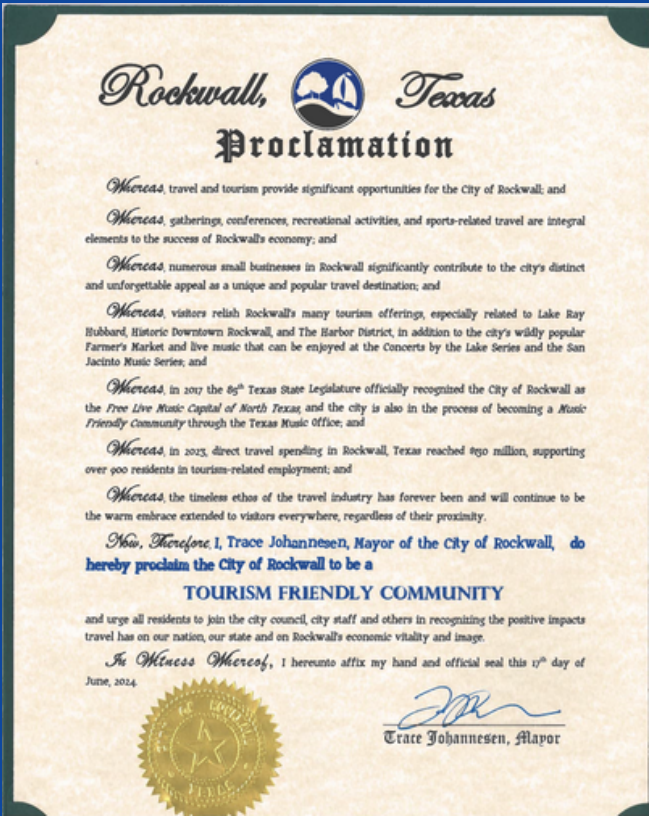 Rockwall, Texas
Proclamation
Whereas, travel and tourism provide significant opportunities for the City of Rockwall; and
Whereas, gatherings, conferences, recreational activities, and sports-related travel are integral
elements to the success of Rockwall's economy; and
Whereas, numerous small businesses in Rockwall significantly contribute to the city's distinct
and unforgettable appeal as a unique and popular travel destination; and
Whereas, visitors relish Rockwall's many tourism offerings, especially related to Lake Ray
Hubbard, Historic Downtown Rockwall, and The Harbor District, in addition to the city's wildly popular
Farmer's Market and live music that can be enjoyed at the Concerts by the Lake Series and the San
Jacinto Music Series; and
Whereas, in 2017 the 85th Texas State Legislature officially recognized the City of Rockwall as
the Free Live Music Capital of North Texas, and the city is also in the process of becoming a Music
Friendly Community through the Texas Music Office; and
Whereas, in 2023, direct travel spending in Rockwall, Texas reached million, supporting
over 900 residents in tourism-related employment; and
Whereas, the timeless ethos of the travel industry has forever been and will continue to be
the warm embrace extended to visitors everywhere, regardless of their proximity.
Now, Therefore, I, Trace Johannesen, Mayor of the City of Rockwall, do
hereby proclaim the City of Rockwall to be a
TOURISM FRIENDLY COMMUNITY
and urge all residents to join the city council, city staff and others in recognizing the positive impacts
travel has on our nation, our state and on Rockwall's economic vitality and image.
In Witness Whereof, I hereunto affix my hand and official seal this 17th day of
June, 2024.
Trace Johannesen, Mayor